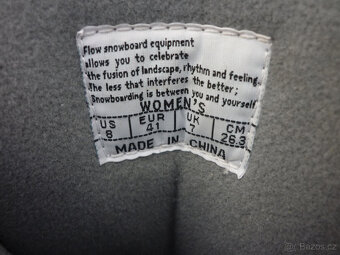 Flow snowboard equipment
allows you to celebrate
the fusion of landscape, rhythm and feeling.
The less that interferes the better;
Snowboarding is between you and yourself
WOMEN'S
US EUR UK CM
8 41 7 26.3
MADE IN CHINA
Bazoš.cz